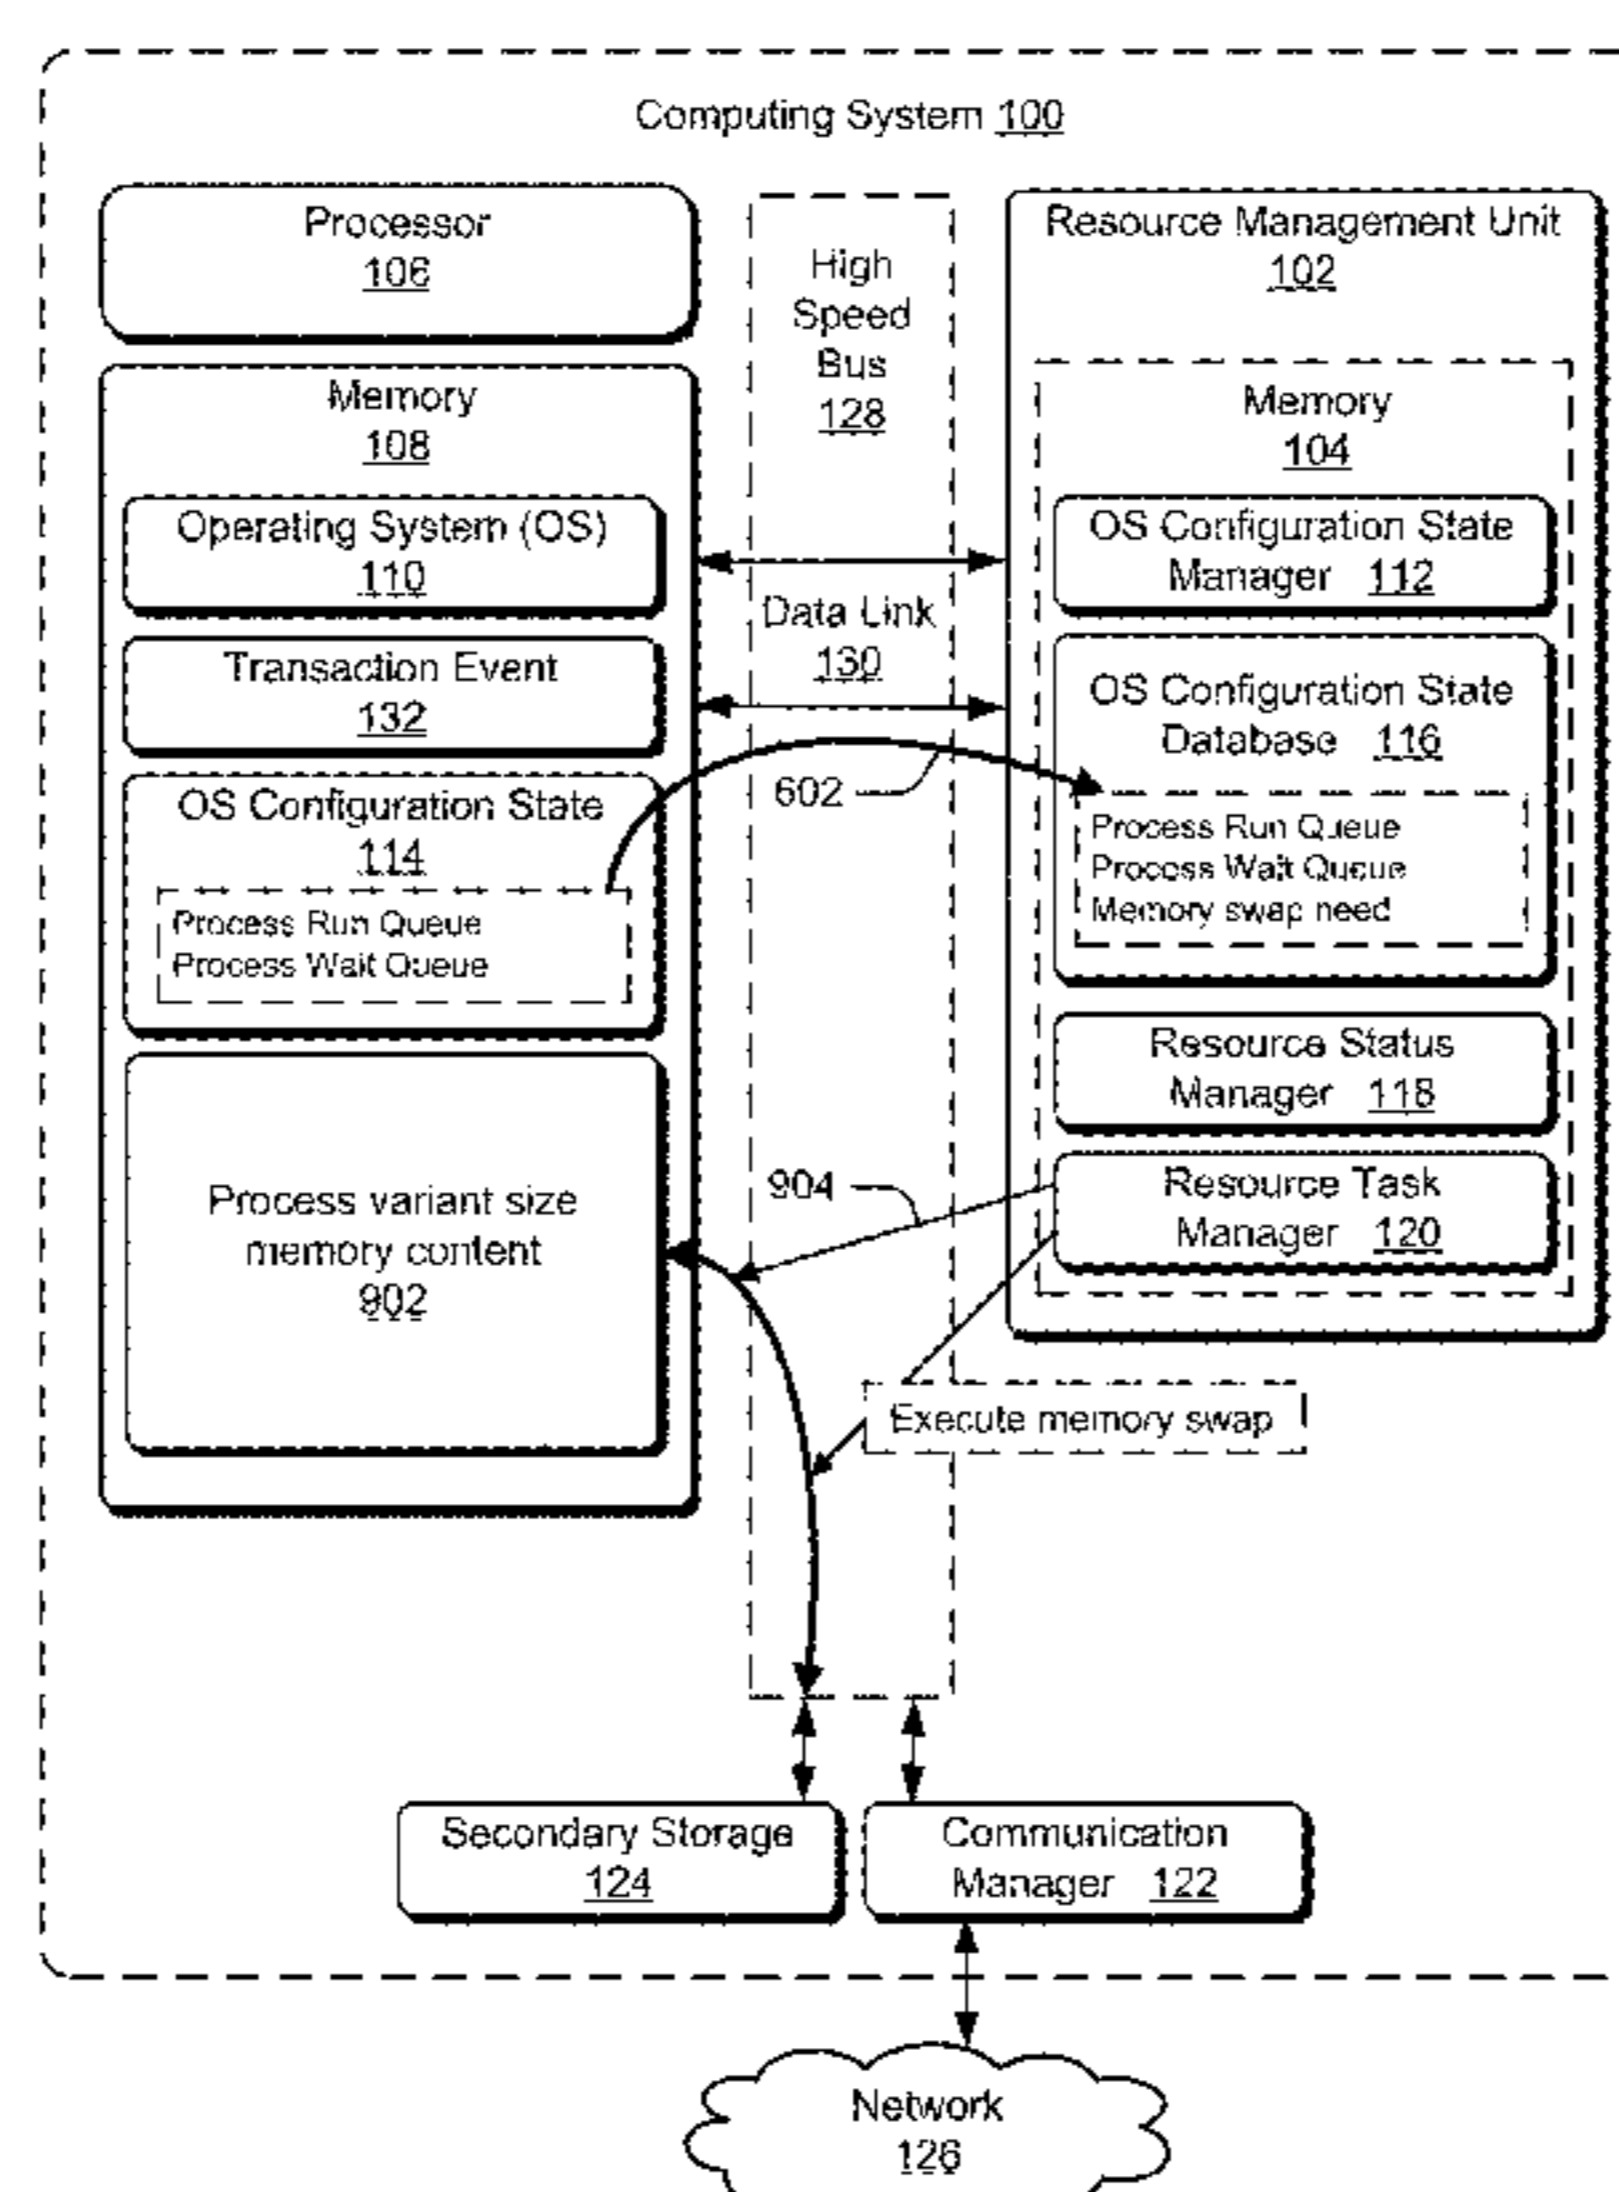 Computing System 100
Processor
106
Memory
108
Operating System (OS)
110
Transaction Event
132
OS Configuration State
114
Process Run Queue
Process Wait Queue
Process variant size
memory content
902
High
Speed
Bus
128
Data Link
130
602
904
Execute memory swap
Resource Management Unit
102
Memory
104
OS Configuration State
Manager 112
OS Configuration State
Database 116
Process Run Queue
Process Wait Queue
Memory swap need
Resource Status
Manager 118
Resource Task
Manager 120
Secondary Storage
124
Communication
Manager 122
Network
126